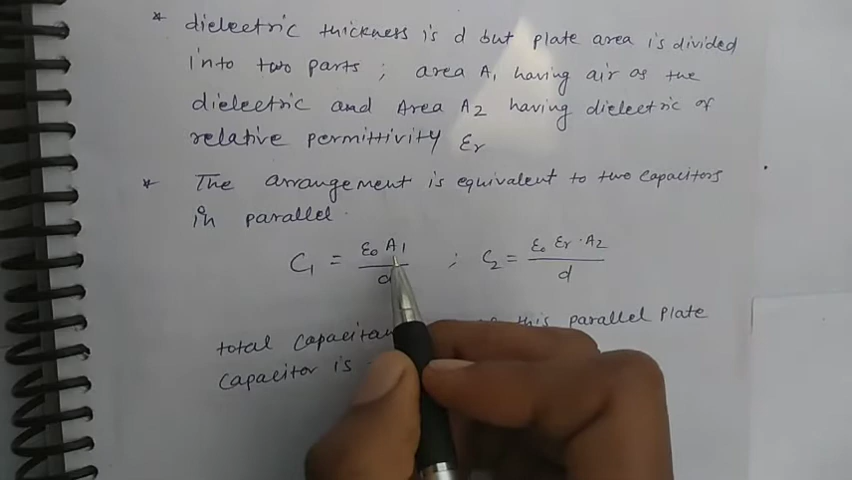 * dielectric thickness is d but plate area is divided
into two parts ; area A₁ having air as the
dielectric and Area A2 having dielectric of
relative permittivity εr
* The arrangement is equivalent to two capacitors
in parallel.
C₁ = ε₀ A₁ / d ; C₂ = ε₀ εr · A₂ / d
total this parallel plate
capacitor is